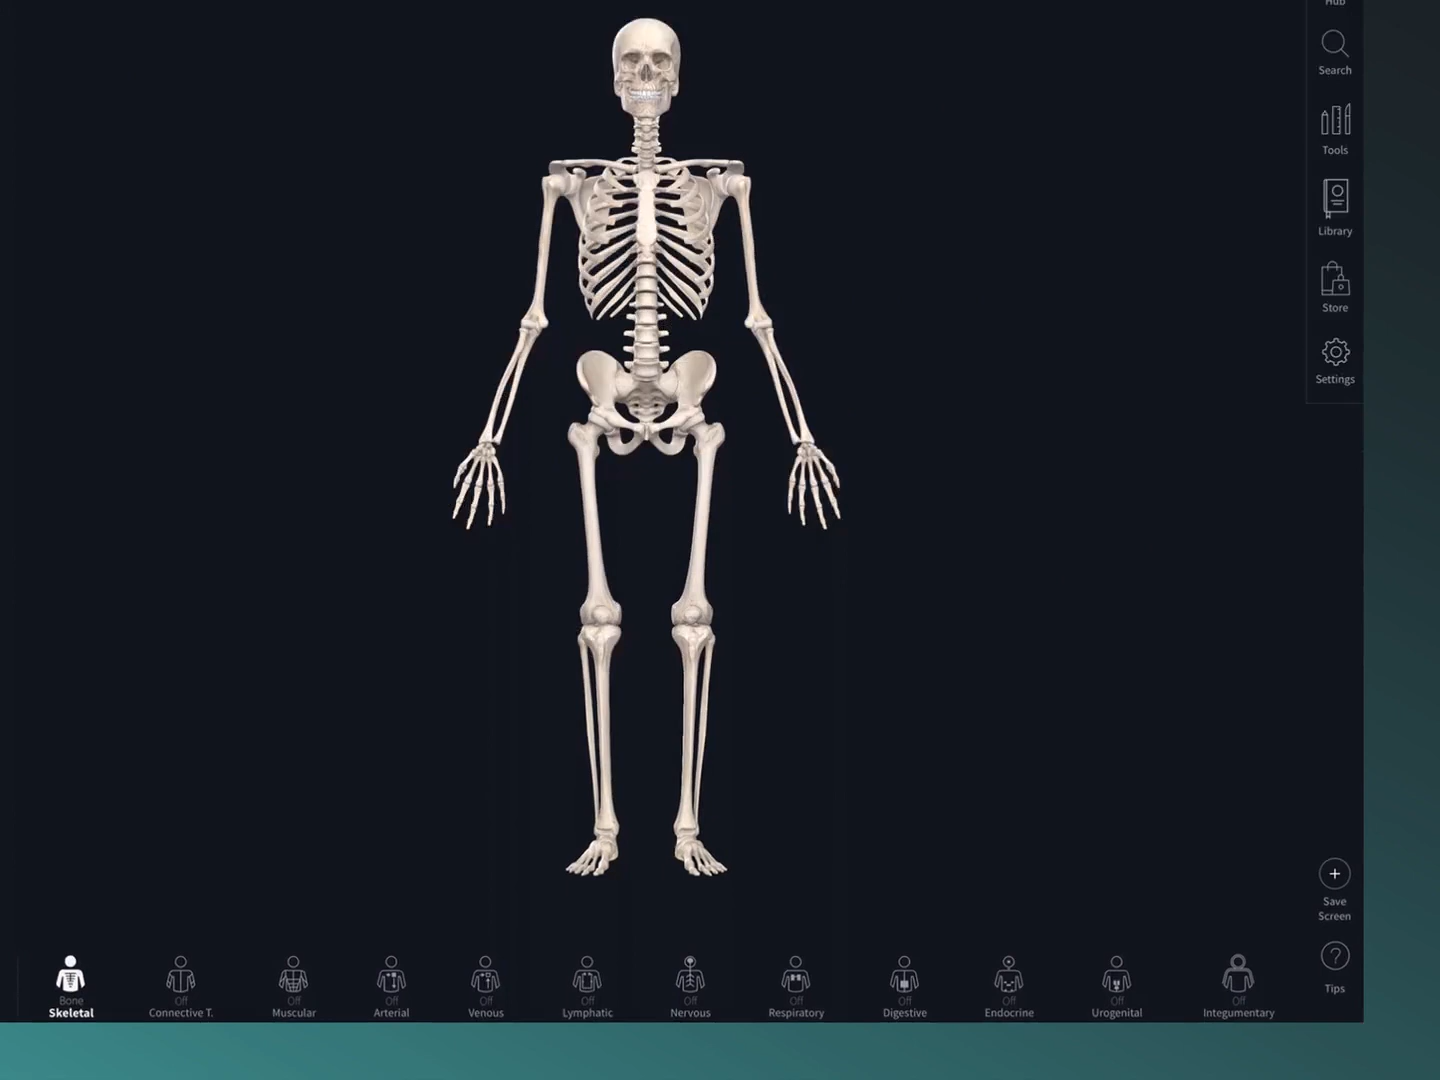 Hub
Search
Tools
Library
Store
Settings
+
Save
Screen
?
Tips
Bone
Skeletal
Off
Connective T.
Off
Muscular
Off
Arterial
Off
Venous
Off
Lymphatic
Off
Nervous
Off
Respiratory
Off
Digestive
Off
Endocrine
Off
Urogenital
Off
Integumentary